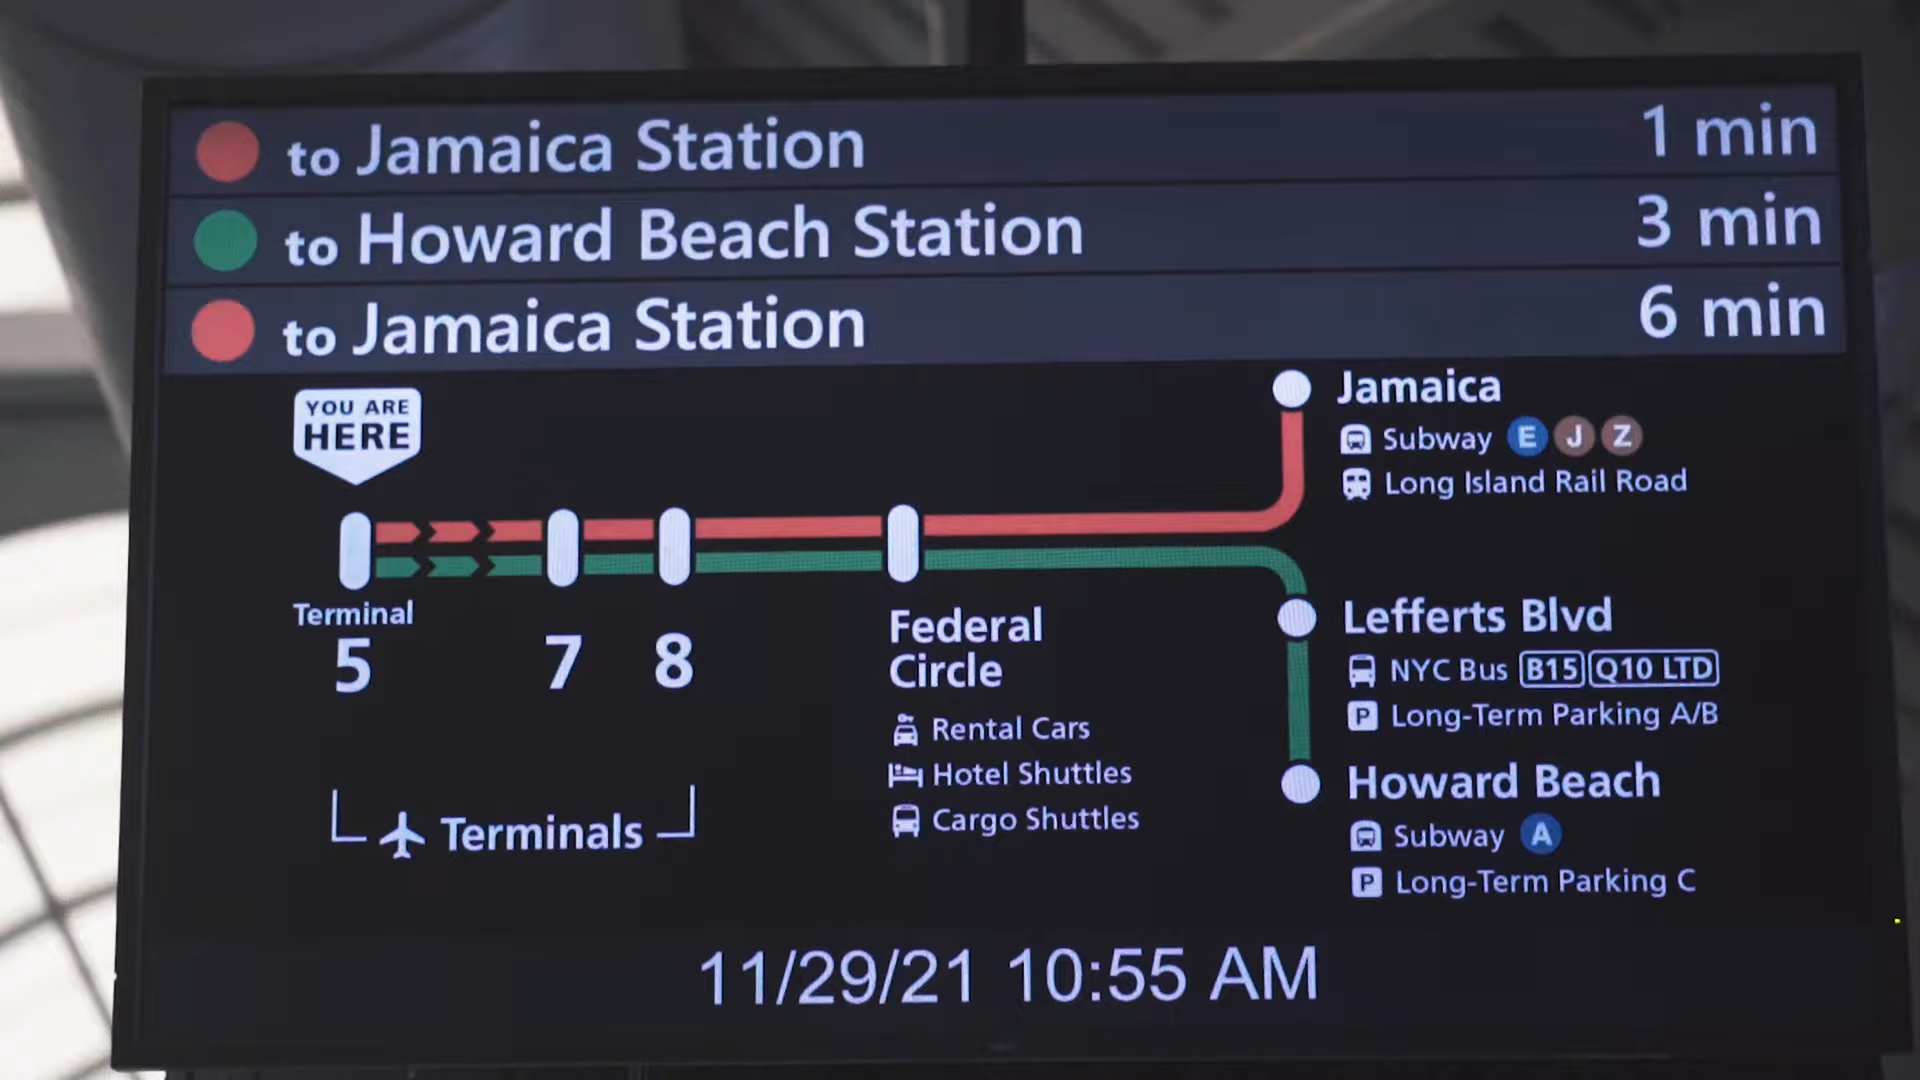 to Jamaica Station 1 min
to Howard Beach Station 3 min
to Jamaica Station 6 min
YOU ARE
HERE
Jamaica
Subway E J Z
Long Island Rail Road
Terminal
5 7 8
Federal
Circle
Rental Cars
Hotel Shuttles
Cargo Shuttles
Lefferts Blvd
NYC Bus B15 Q10 LTD
P Long-Term Parking A/B
Howard Beach
Subway A
P Long-Term Parking C
Terminals
11/29/21 10:55 AM